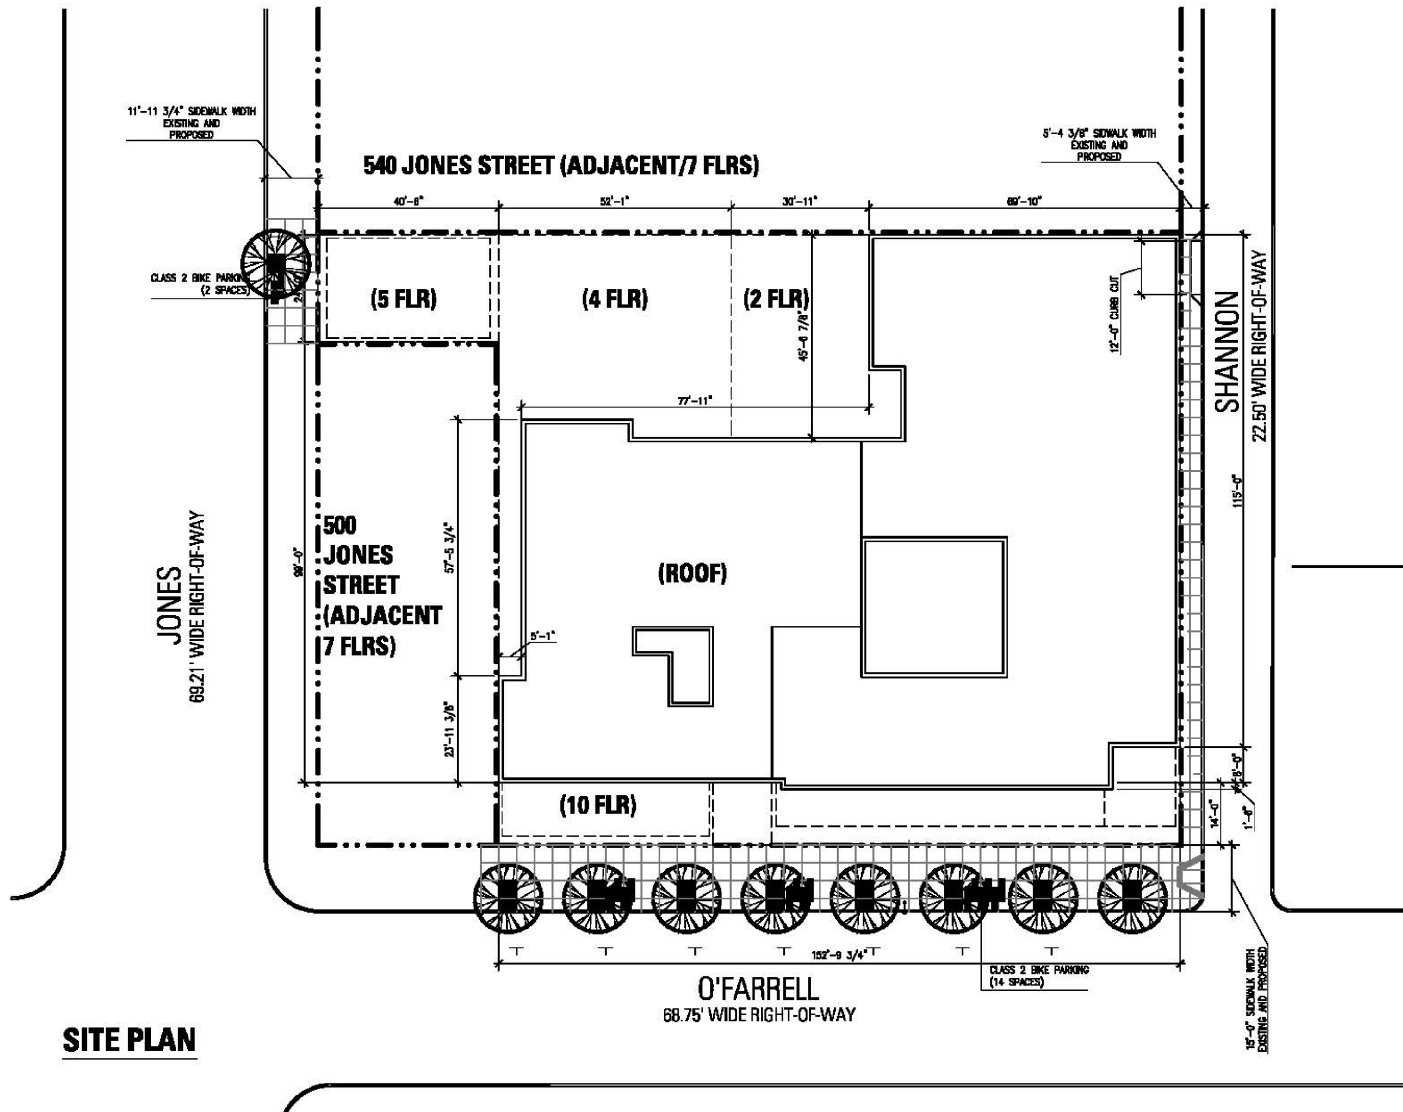 11'-11 3/4" SIDEWALK WIDTH
EXISTING AND
PROPOSED
5'-4 3/8" SIDWALK WIDTH
EXISTING AND
PROPOSED
540 JONES STREET (ADJACENT/7 FLRS)
52'-1"
30'-11"
69'-10"
CLASS 2 BIKE PARKING
(2 SPACES)
(5 FLR)
(4 FLR)
(2 FLR)
45'-6 7/8"
12'-0" CURB CUT
SHANNON
22.50' WIDE RIGHT-OF-WAY
77'-11"
115'-0"
500
JONES
STREET
(ADJACENT
7 FLRS)
99'-0"
57'-5 3/4"
(ROOF)
JONES
69.21' WIDE RIGHT-OF-WAY
5'-1"
23'-11 3/8"
(10 FLR)
14'-0"
1'-6"
152'-9 3/4"
CLASS 2 BIKE PARKING
(14 SPACES)
15'-0" SIDEWALK WIDTH
EXISTING AND PROPOSED
O'FARRELL
68.75' WIDE RIGHT-OF-WAY
SITE PLAN